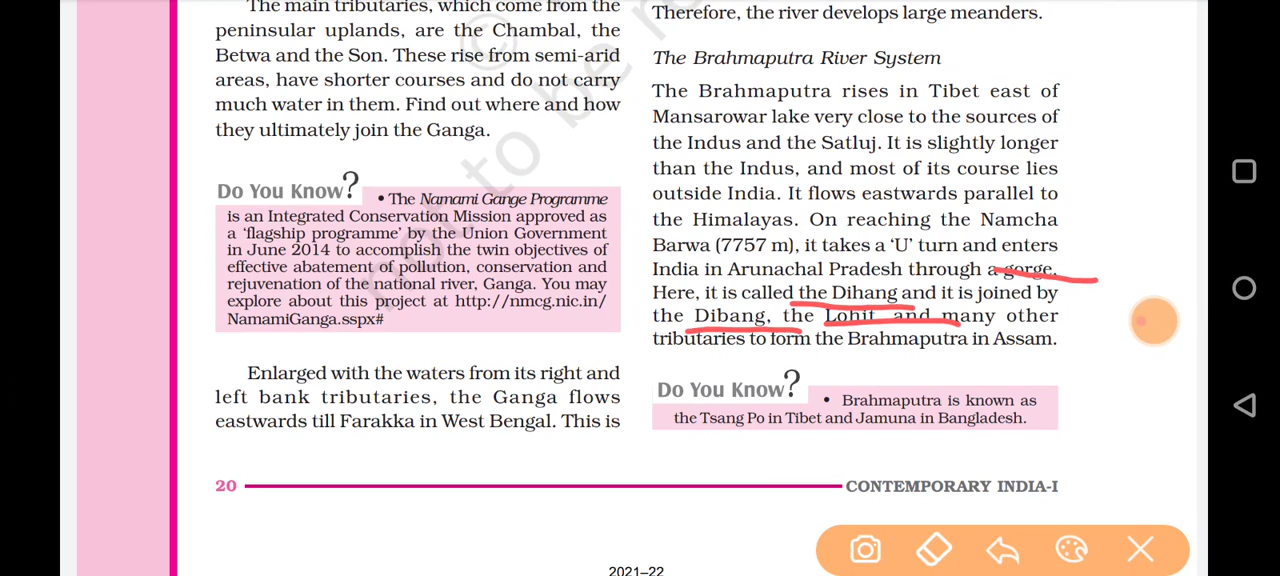 The main tributaries, which come from the
peninsular uplands, are the Chambal, the
Betwa and the Son. These rise from semi-arid
areas, have shorter courses and do not carry
much water in them. Find out where and how
they ultimately join the Ganga.
Do You Know?
• The Namami Gange Programme
is an Integrated Conservation Mission approved as
a ‘flagship programme’ by the Union Government
in June 2014 to accomplish the twin objectives of
effective abatement of pollution, conservation and
rejuvenation of the national river, Ganga. You may
explore about this project at http://nmcg.nic.in/
NamamiGanga.sspx#
Enlarged with the waters from its right and
left bank tributaries, the Ganga flows
eastwards till Farakka in West Bengal. This is
Therefore, the river develops large meanders.
The Brahmaputra River System
The Brahmaputra rises in Tibet east of
Mansarowar lake very close to the sources of
the Indus and the Satluj. It is slightly longer
than the Indus, and most of its course lies
outside India. It flows eastwards parallel to
the Himalayas. On reaching the Namcha
Barwa (7757 m), it takes a ‘U’ turn and enters
India in Arunachal Pradesh through a gorge.
Here, it is called the Dihang and it is joined by
the Dibang, the Lohit, and many other
tributaries to form the Brahmaputra in Assam.
Do You Know?
• Brahmaputra is known as
the Tsang Po in Tibet and Jamuna in Bangladesh.
20
CONTEMPORARY INDIA-I
2021–22
© not to be re